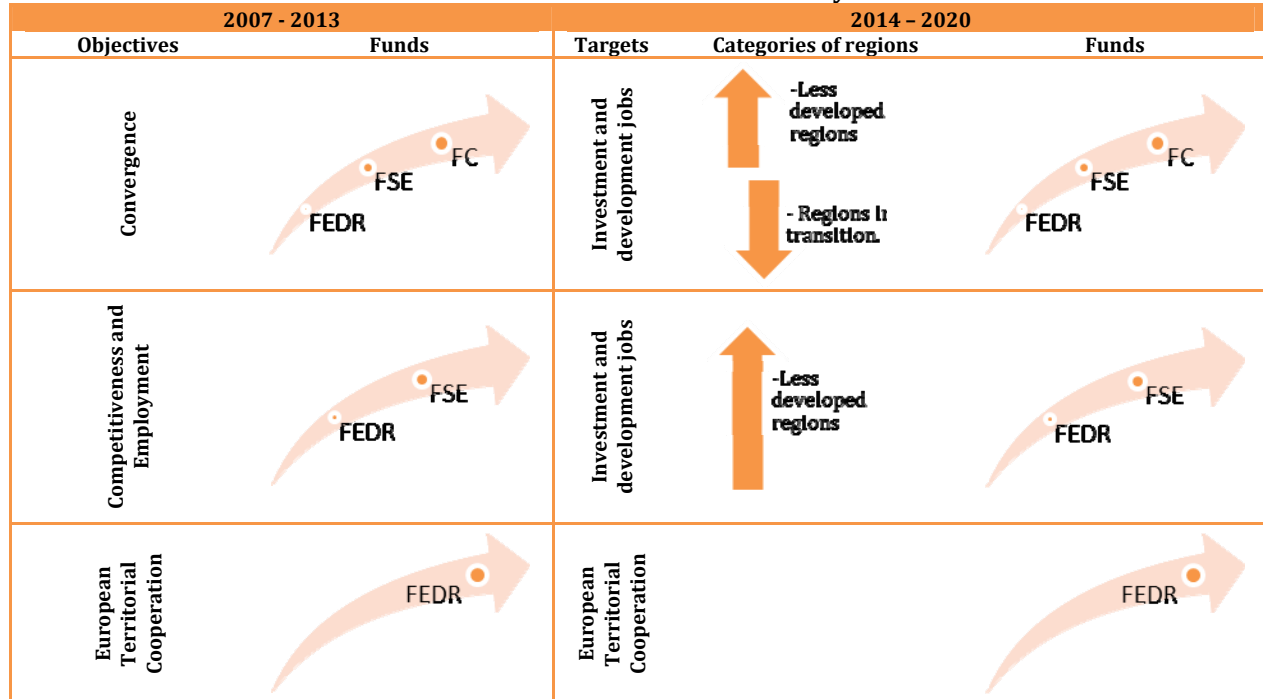 2007 - 2013
2014 – 2020
Objectives
Funds
Targets
Categories of regions
Funds
Convergence
FEDR
FSE
FC
Investment and
development jobs
-Less
developed
regions
- Regions in
transition.
FEDR
FSE
FC
Competitiveness and
Employment
FEDR
FSE
Investment and
development jobs
-Less
developed
regions
FEDR
FSE
European
Territorial
Cooperation
FEDR
European
Territorial
Cooperation
FEDR